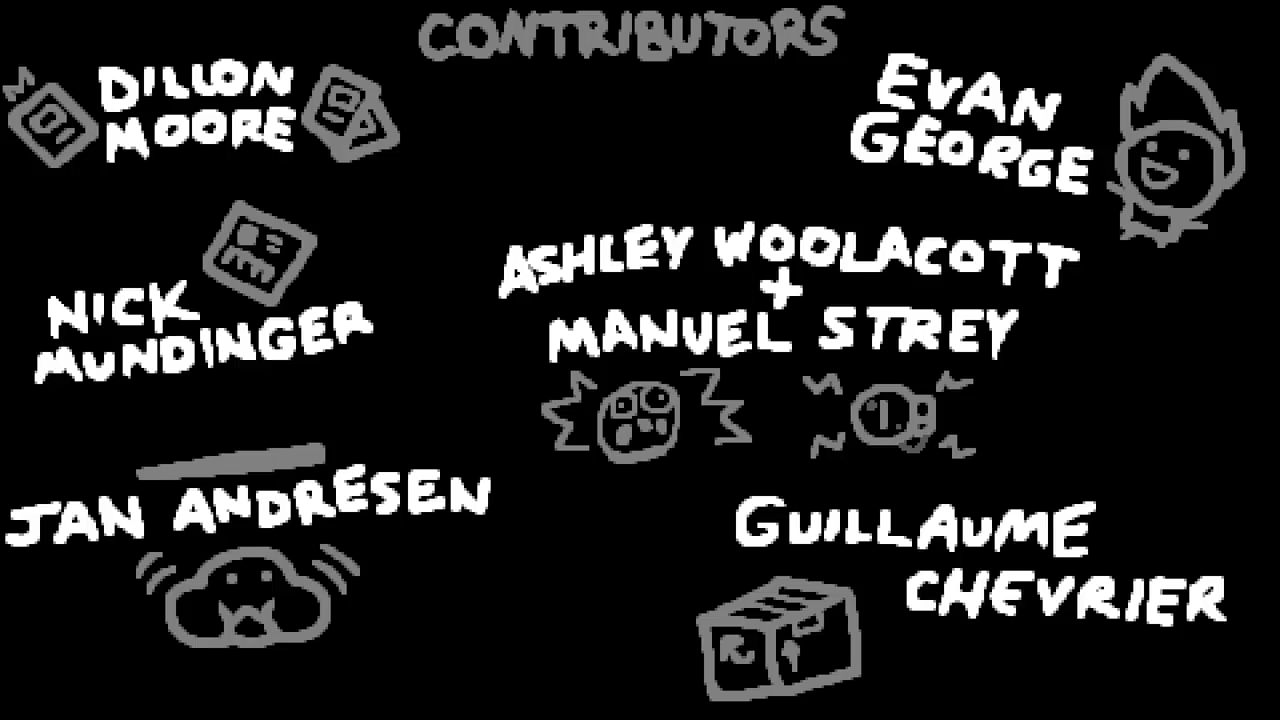 CONTRIBUTORS
DILLON
MOORE
EVAN
GEORGE
NICK
MUNDINGER
ASHLEY WOOLACOTT
+
MANUEL STREY
JAN ANDRESEN
GUILLAUME
CHEVRIER